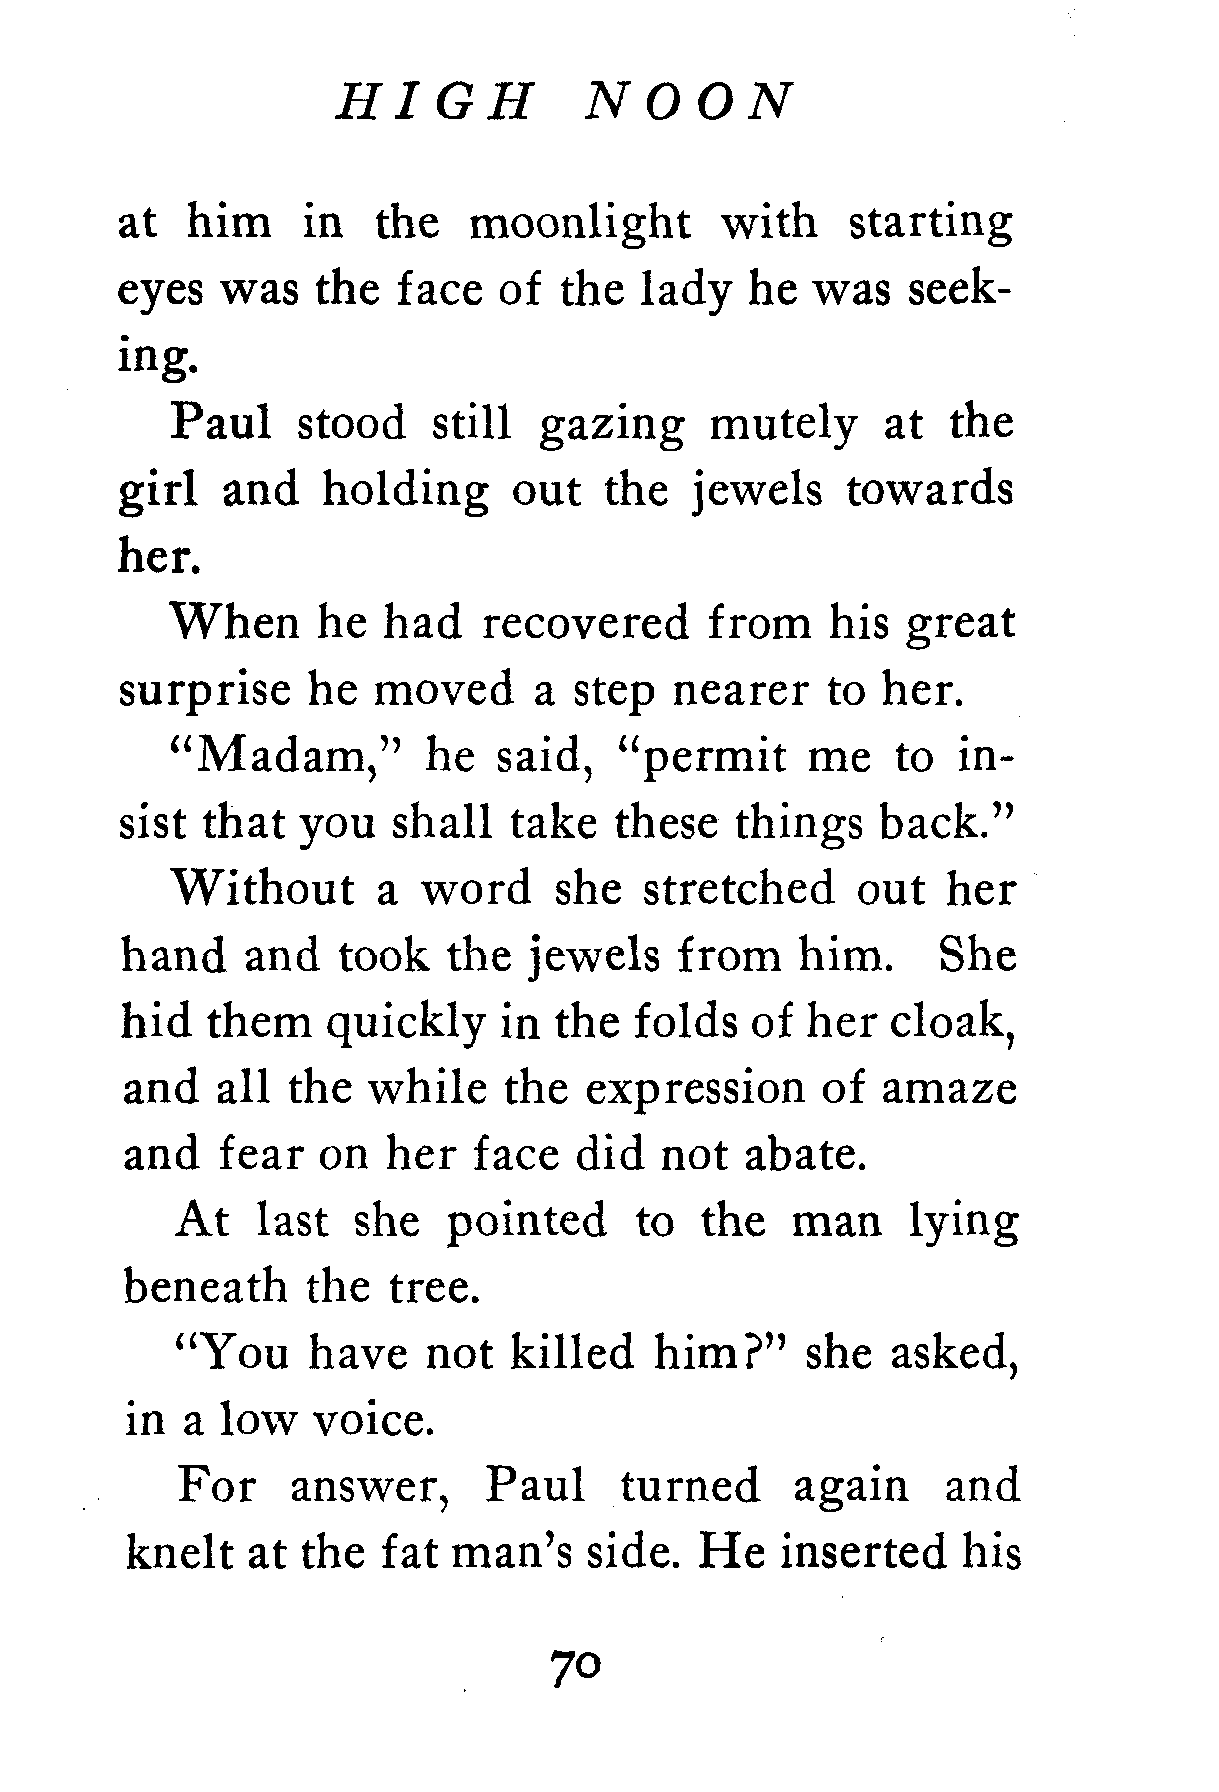 HIGH NOON
at him in the moonlight with starting
eyes was the face of the lady he was seek-
ing.
Paul stood still gazing mutely at the
girl and holding out the jewels towards
her.
When he had recovered from his great
surprise he moved a step nearer to her.
“Madam,” he said, “permit me to in-
sist that you shall take these things back.”
Without a word she stretched out her
hand and took the jewels from him. She
hid them quickly in the folds of her cloak,
and all the while the expression of amaze
and fear on her face did not abate.
At last she pointed to the man lying
beneath the tree.
“You have not killed him?” she asked,
in a low voice.
For answer, Paul turned again and
knelt at the fat man's side. He inserted his
70